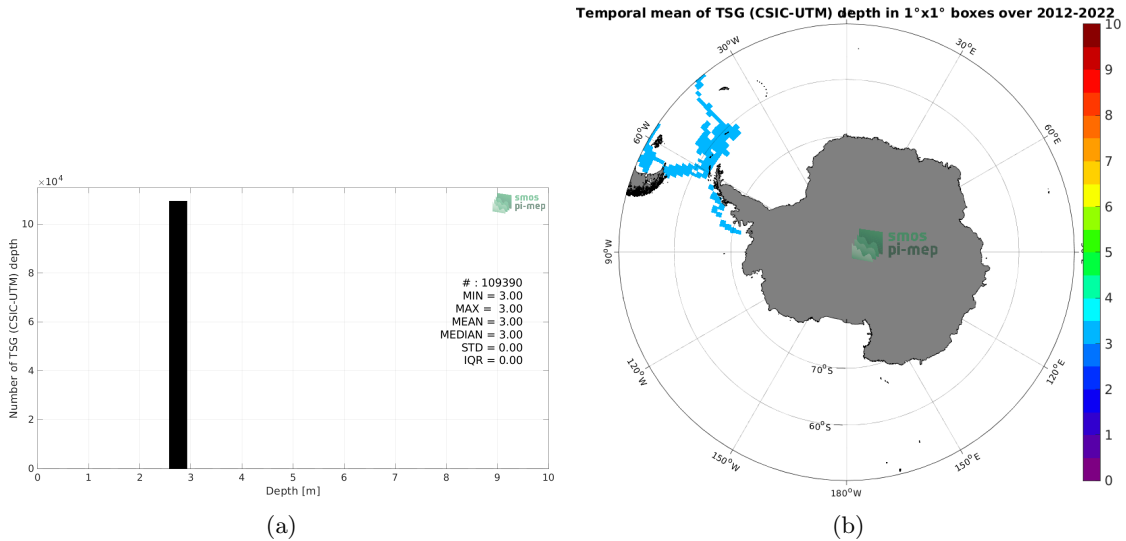 ×10⁴
10
8
6
4
2
0
Number of TSG (CSIC-UTM) depth
smos
pi-mep
# : 109390
MIN = 3.00
MAX = 3.00
MEAN = 3.00
MEDIAN = 3.00
STD = 0.00
IQR = 0.00
0 1 2 3 4 5 6 7 8 9 10
Depth [m]
(a)
Temporal mean of TSG (CSIC-UTM) depth in 1°x1° boxes over 2012-2022
30°W
30°E
60°W
60°E
90°W
120°W
120°E
150°W
150°E
180°W
70°S
60°S
smos
pi-mep
10
9
8
7
6
5
4
3
2
1
0
(b)